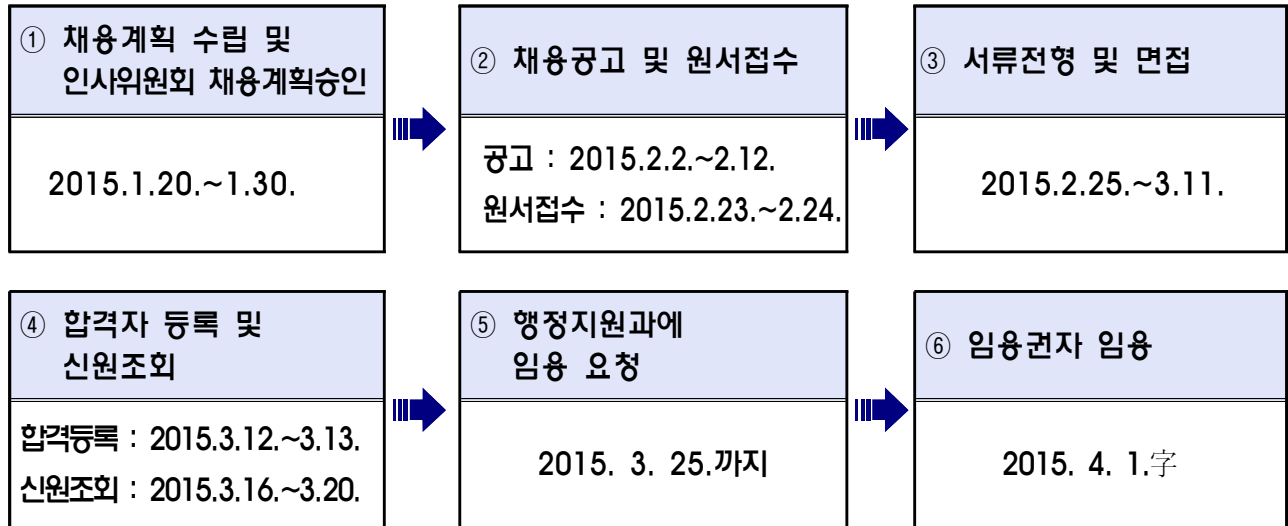 ① 채용계획 수립 및
인사위원회 채용계획승인
2015.1.20.~1.30.
② 채용공고 및 원서접수
공고 : 2015.2.2.~2.12.
원서접수 : 2015.2.23.~2.24.
③ 서류전형 및 면접
2015.2.25.~3.11.
④ 합격자 등록 및
신원조회
합격등록 : 2015.3.12.~3.13.
신원조회 : 2015.3.16.~3.20.
⑤ 행정지원과에
임용 요청
2015. 3. 25.까지
⑥ 임용권자 임용
2015. 4. 1.字